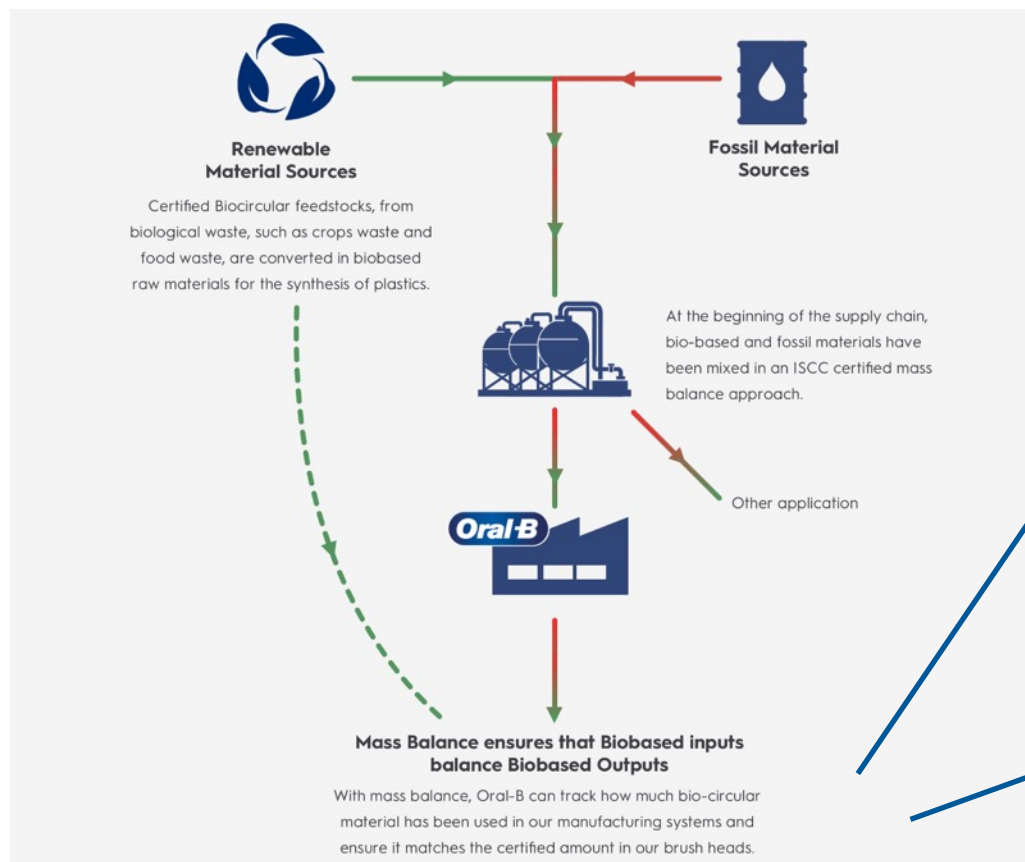 Renewable
Material Sources
Certified Biocircular feedstocks, from
biological waste, such as crops waste and
food waste, are converted in biobased
raw materials for the synthesis of plastics.
Fossil Material
Sources
At the beginning of the supply chain,
bio-based and fossil materials have
been mixed in an ISCC certified mass
balance approach.
Other application
Oral-B
Mass Balance ensures that Biobased inputs
balance Biobased Outputs
With mass balance, Oral-B can track how much bio-circular
material has been used in our manufacturing systems and
ensure it matches the certified amount in our brush heads.